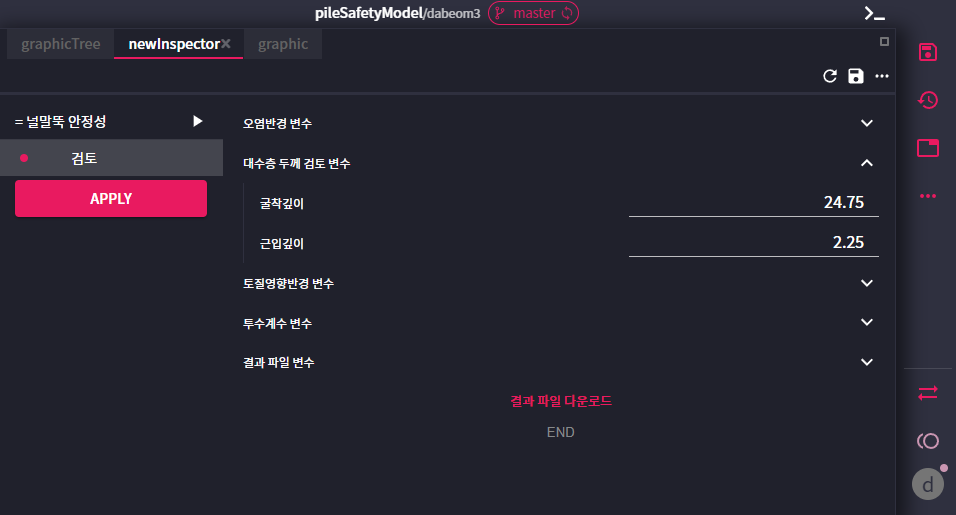 pileSafetyModel/dabeom3 master
graphicTree newInspector graphic
= 널말뚝 안정성
검토
APPLY
오염반경 변수
대수층 두께 검토 변수
굴착깊이 24.75
근입깊이 2.25
토질영향반경 변수
투수계수 변수
결과 파일 변수
결과 파일 다운로드
END
d